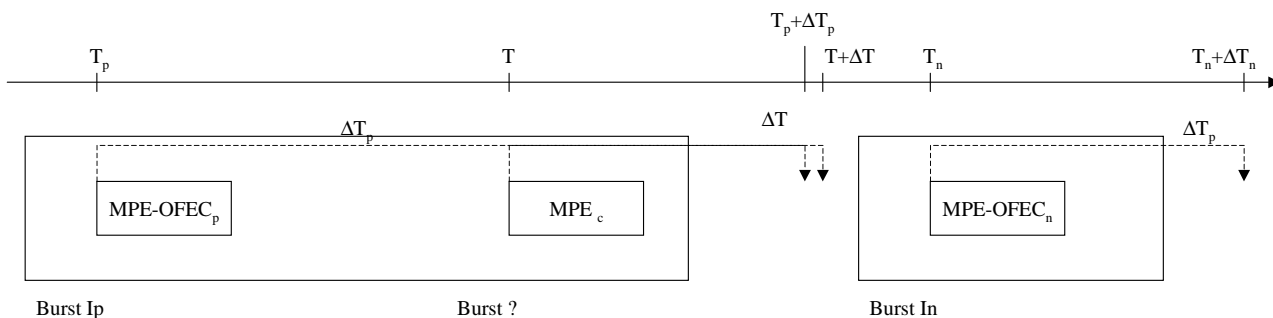 T_p+ΔT_p
T_p T T+ΔT T_n T_n+ΔT_n
ΔT_p ΔT ΔT_p
MPE-OFEC_p MPE_c MPE-OFEC_n
Burst Ip Burst ? Burst In